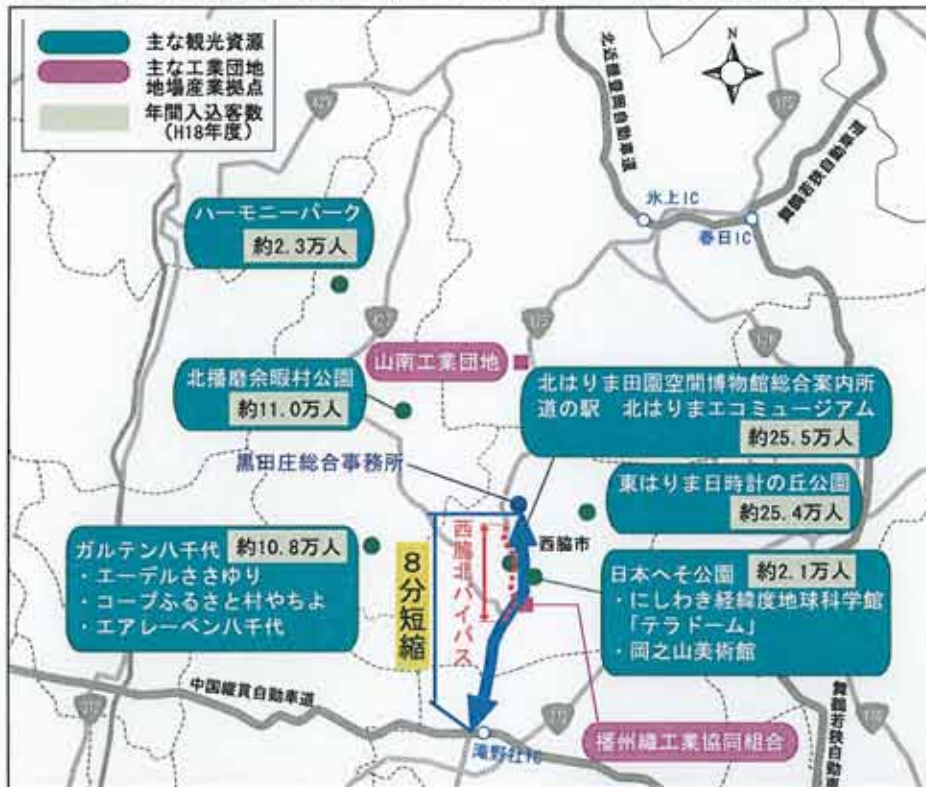 主な観光資源
主な工業団地
地場産業拠点
年間入込客数
(H18年度)
N
北近畿豊岡自動車道
舞鶴若狭自動車道
氷上IC
春日IC
ハーモニーパーク
約2.3万人
427
175
山南工業団地
北播磨余暇村公園
約11.0万人
北はりま田園空間博物館総合案内所
道の駅 北はりまエコミュージアム
約25.5万人
黒田庄総合事務所
東はりま日時計の丘公園
約25.4万人
西脇市
西脇北バイパス
8分短縮
ガルテン八千代
約10.8万人
・エーデルささゆり
・コープふるさと村やちよ
・エアレーベン八千代
日本へそ公園
約2.1万人
・にしわき経緯度地球科学館
「テラドーム」
・岡之山美術館
中国縦貫自動車道
滝野社IC
播州織工業協同組合
舞鶴若狭自動車